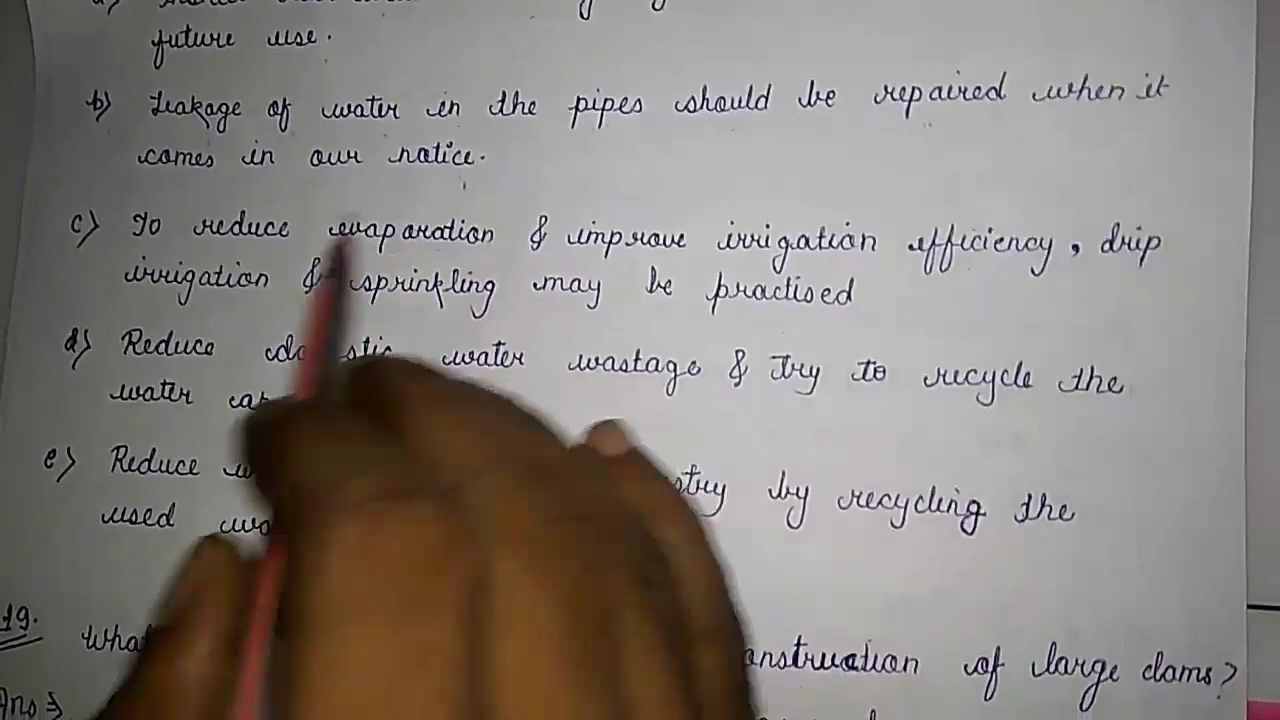 future use.
b) Leakage of water in the pipes should be repaired when it
comes in our notice.
c) To reduce evaporation & improve irrigation efficiency, drip
irrigation & sprinkling may be practised
d) Reduce water wastage & try to recycle the
water
e) Reduce by recycling the
used
19. of large dams?
Ans ⇒